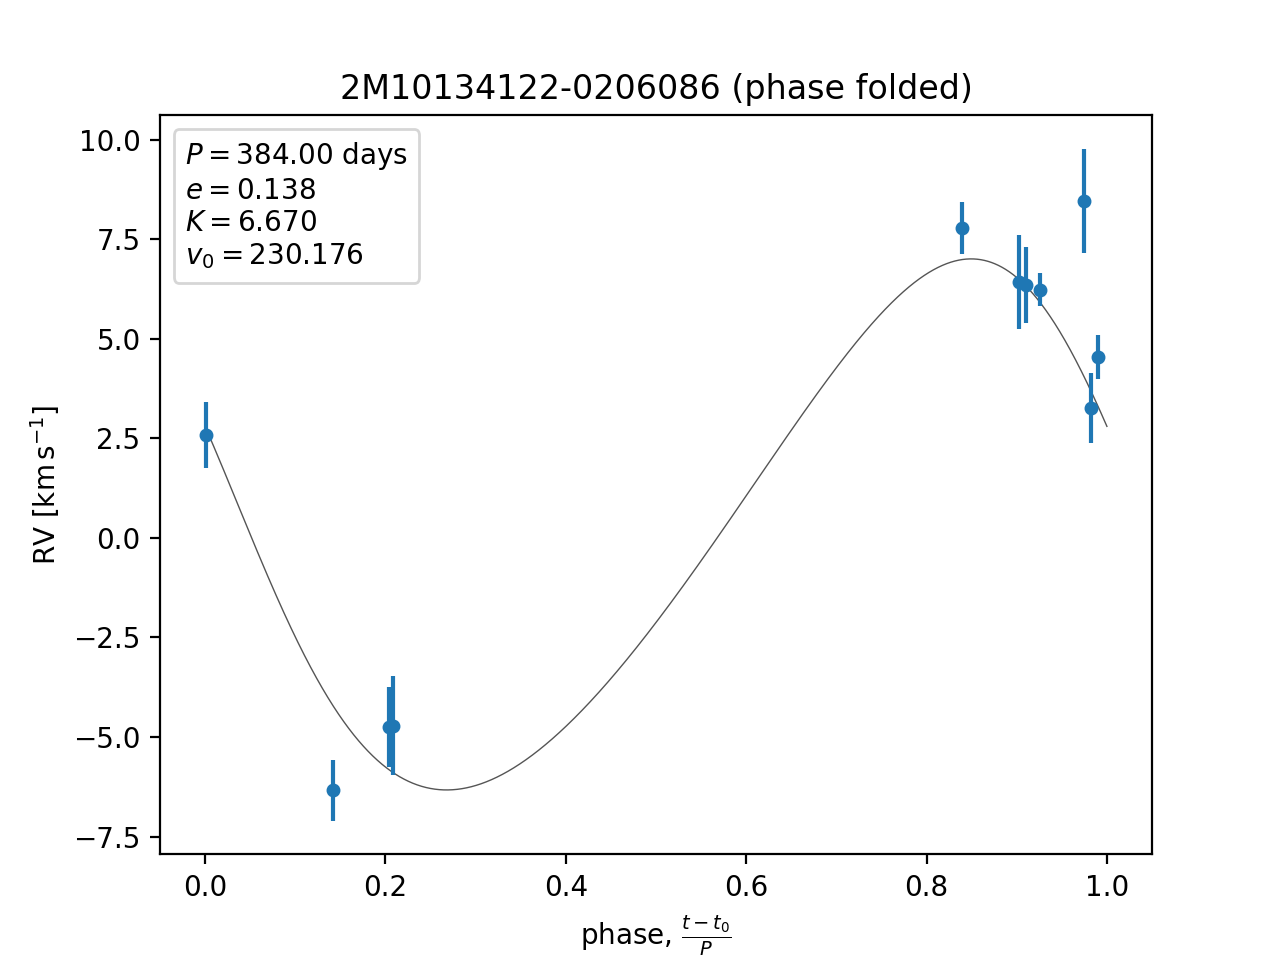 2M10134122-0206086 (phase folded)
P = 384.00 days
e = 0.138
K = 6.670
v₀ = 230.176
10.0
7.5
5.0
2.5
0.0
−2.5
−5.0
−7.5
RV [km s⁻¹]
0.0 0.2 0.4 0.6 0.8 1.0
phase, (t − t₀)/P